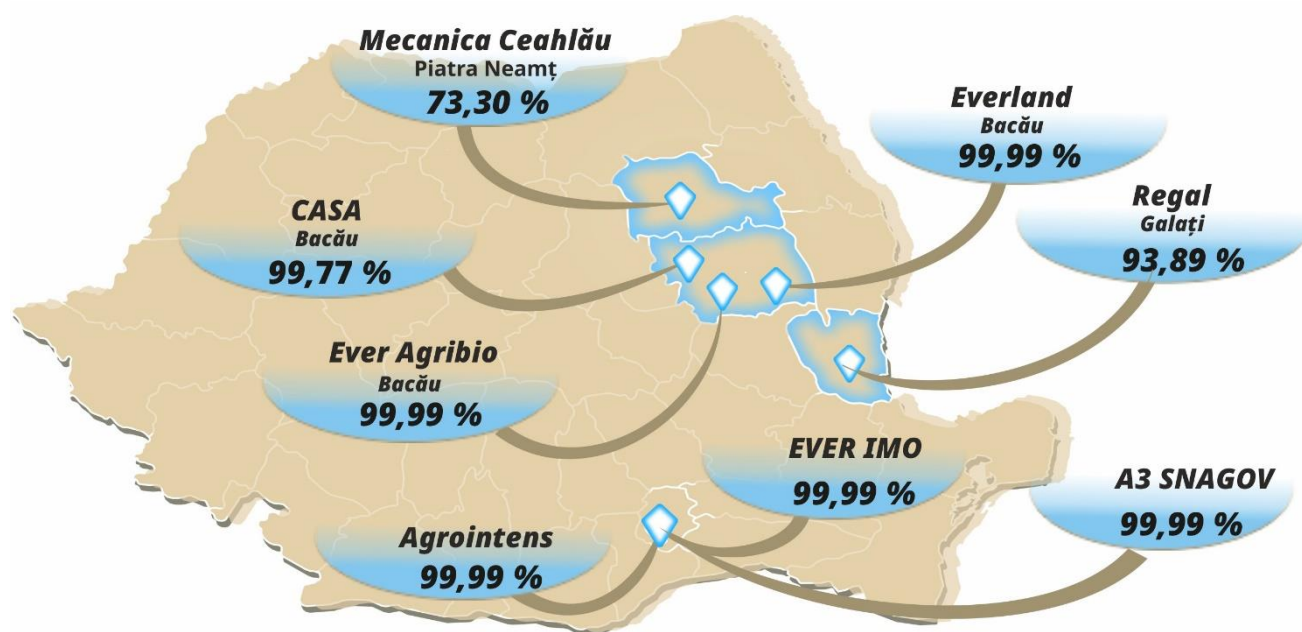 Mecanica Ceahlău
Piatra Neamț
73,30 %
Everland
Bacău
99,99 %
CASA
Bacău
99,77 %
Regal
Galați
93,89 %
Ever Agribio
Bacău
99,99 %
EVER IMO
99,99 %
A3 SNAGOV
99,99 %
Agrointens
99,99 %